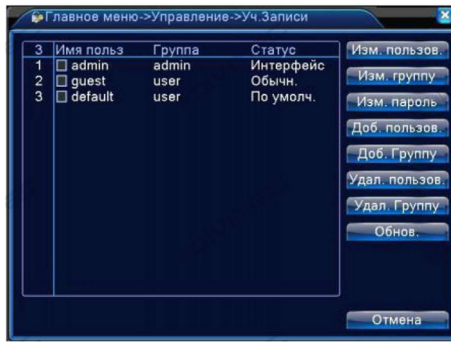 Главное меню->Управление->Уч.Записи
3 Имя польз Группа Статус
1 admin admin Интерфейс
2 guest user Обычн.
3 default user По умолч.
Изм. пользов.
Изм. группу
Изм. пароль
Доб. пользов.
Доб. Группу
Удал. пользов.
Удал. Группу
Обнов.
Отмена